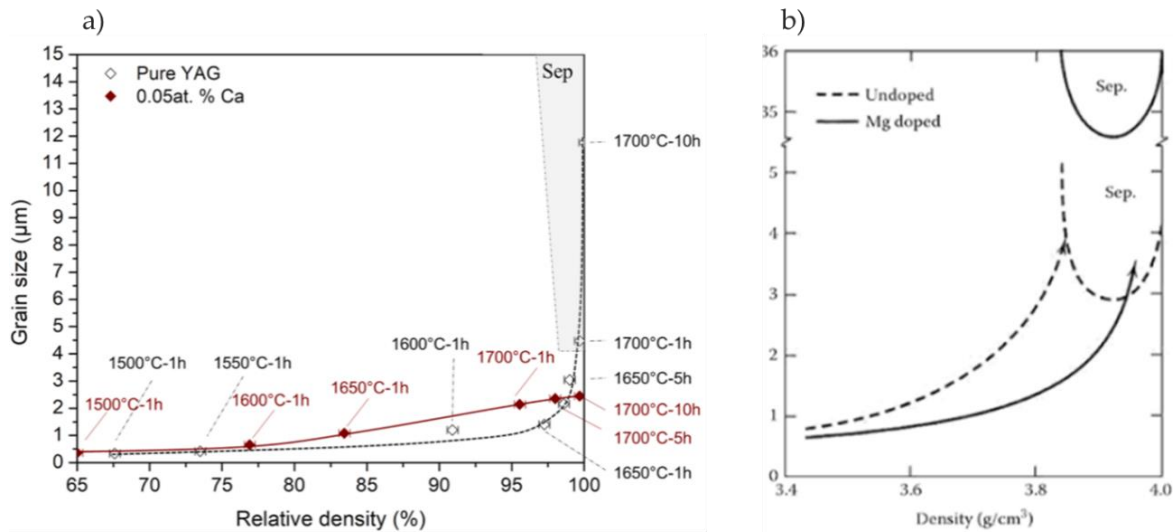 a)
Grain size (µm)
15
14
13
12
11
10
9
8
7
6
5
4
3
2
1
0
Pure YAG
0.05at. % Ca
Sep
1700°C-10h
1600°C-1h
1700°C-1h
1500°C-1h
1550°C-1h
1700°C-1h
1650°C-5h
1650°C-1h
1500°C-1h
1600°C-1h
1700°C-10h
1700°C-5h
1650°C-1h
65 70 75 80 85 90 95 100
Relative density (%)
b)
36
35
5
4
3
2
1
0
Undoped
Mg doped
Sep.
Sep.
3.4 3.6 3.8 4.0
Density (g/cm³)